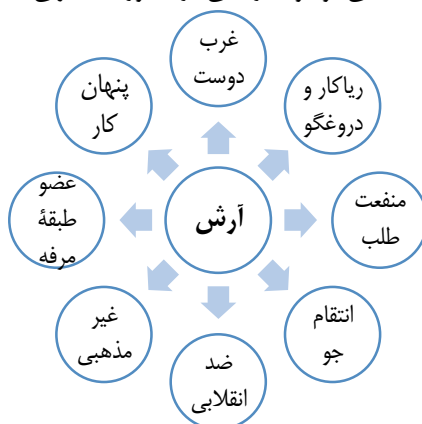 غرب
دوست
ریاکار و
دروغگو
منفعت
طلب
انتقام
جو
ضد
انقلابی
غیر
مذهبی
عضو
طبقهٔ
مرفه
پنهان
کار
آرش